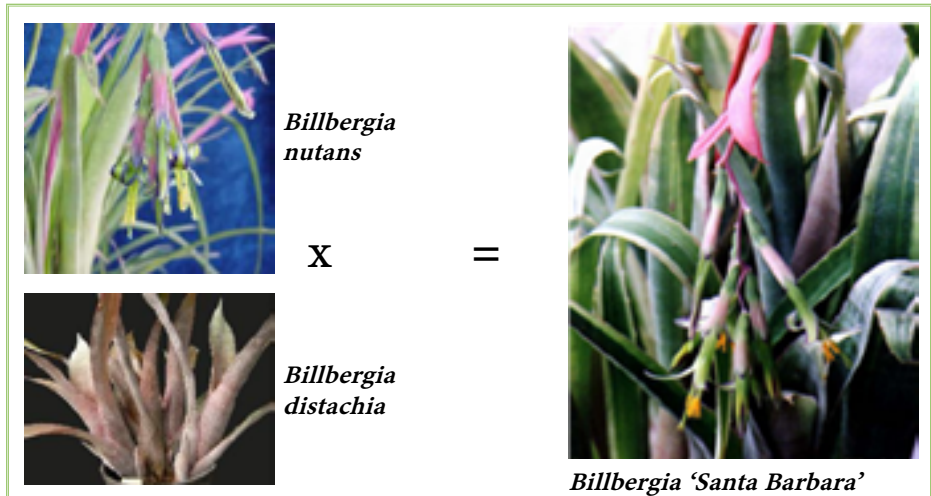 Billbergia
nutans
x =
Billbergia
distachia
Billbergia ‘Santa Barbara’